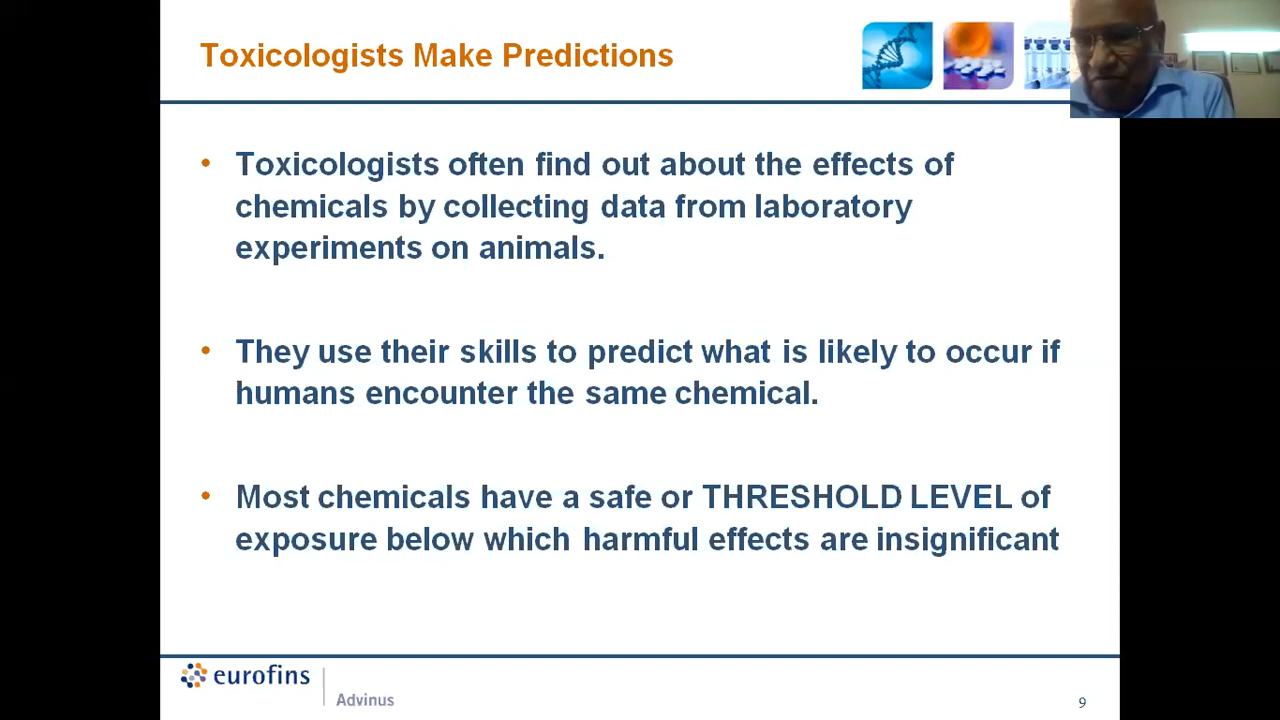 Toxicologists Make Predictions
• Toxicologists often find out about the effects of
chemicals by collecting data from laboratory
experiments on animals.
• They use their skills to predict what is likely to occur if
humans encounter the same chemical.
• Most chemicals have a safe or THRESHOLD LEVEL of
exposure below which harmful effects are insignificant
eurofins
Advinus
9